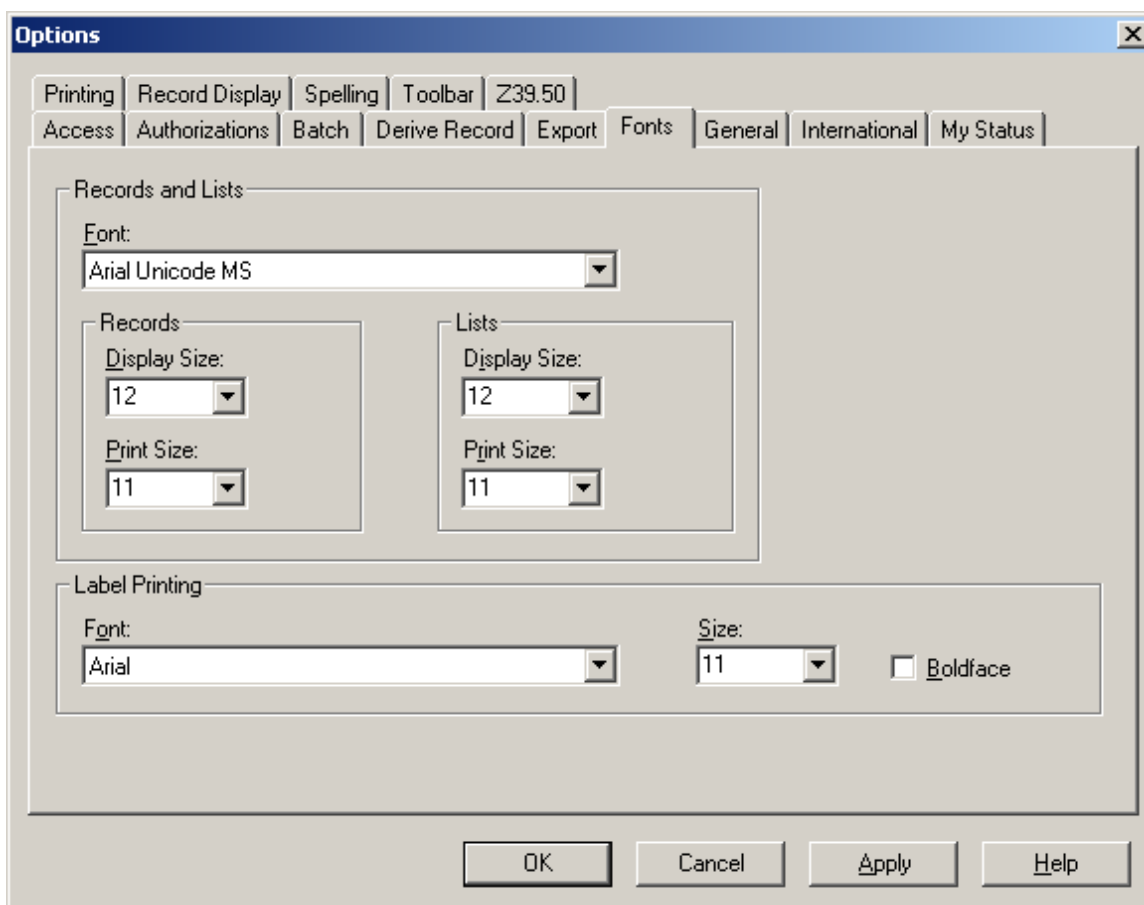 Options
Printing Record Display Spelling Toolbar Z39.50
Access Authorizations Batch Derive Record Export Fonts General International My Status
Records and Lists
Font:
Arial Unicode MS
Records Lists
Display Size: Display Size:
12 12
Print Size: Print Size:
11 11
Label Printing
Font: Size:
Arial 11 Boldface
OK Cancel Apply Help